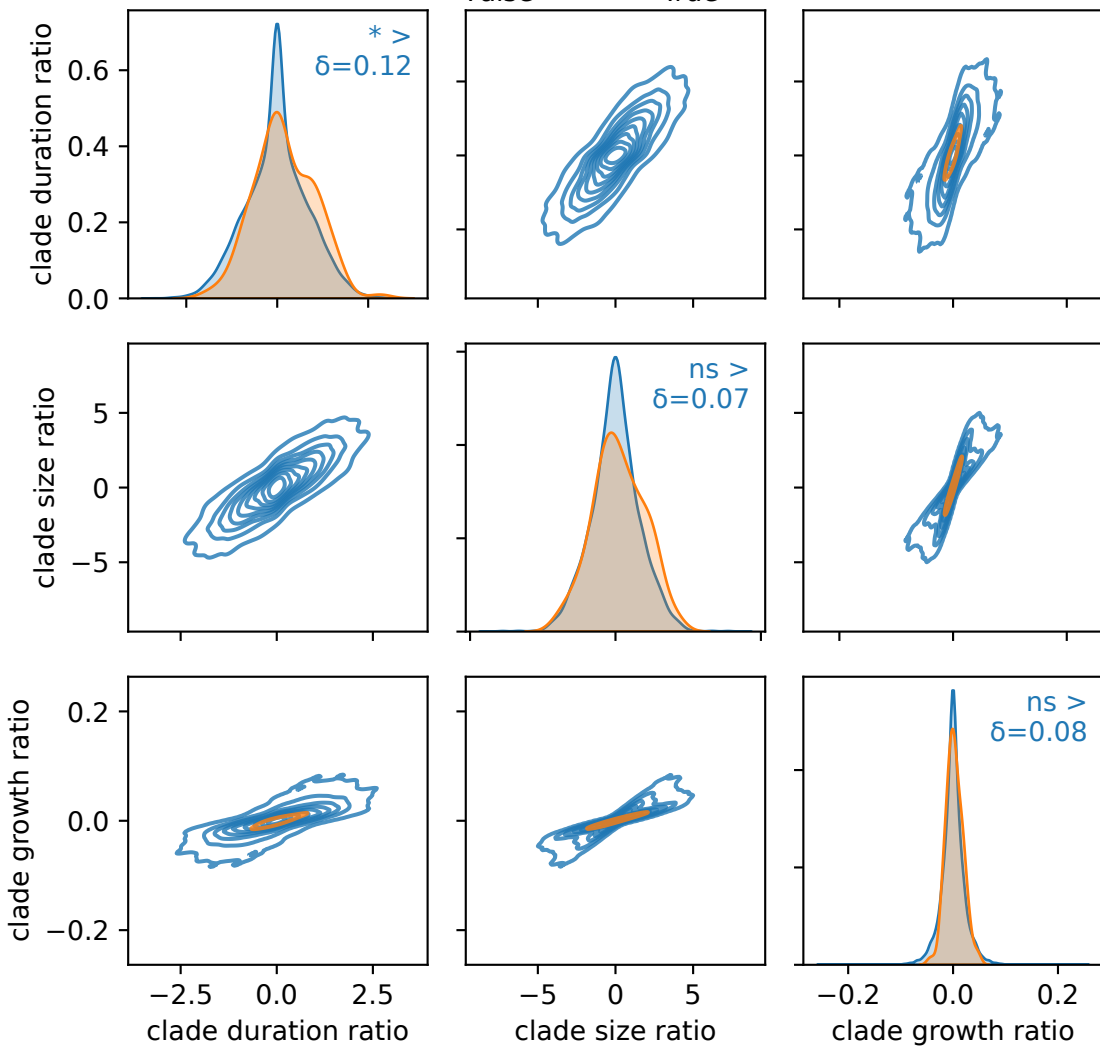 clade duration ratio
0.6
0.4
0.2
0.0
* >
δ=0.12
clade size ratio
5
0
−5
ns >
δ=0.07
clade growth ratio
0.2
0.0
−0.2
ns >
δ=0.08
−2.5 0.0 2.5
−5 0 5
−0.2 0.0 0.2
clade duration ratio
clade size ratio
clade growth ratio